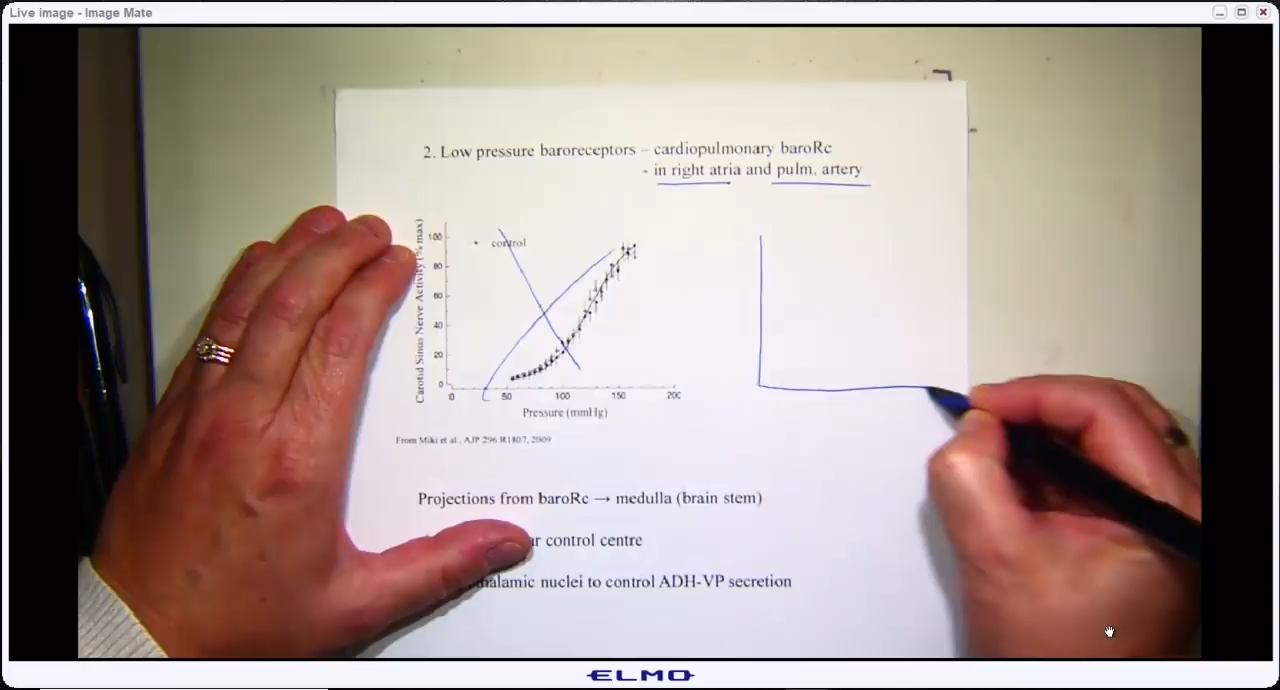 Live image - Image Mate
2. Low pressure baroreceptors – cardiopulmonary baroRc
- in right atria and pulm. artery
Carotid Sinus Nerve Activity (% max)
100
80
60
40
20
0
control
0 50 100 150 200
Pressure (mmHg)
From Miki et al., AJP 296 R1807, 2009
Projections from baroRc → medulla (brain stem)
control centre
nuclei to control ADH-VP secretion
ELMO